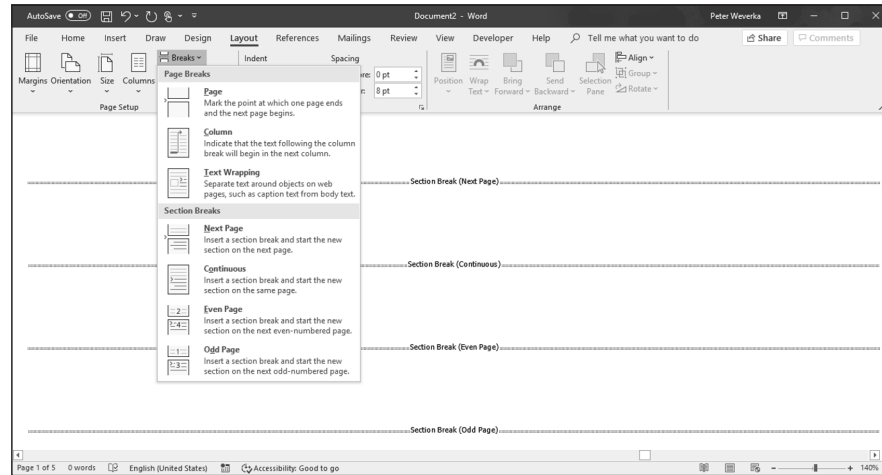 AutoSave Off Document2 - Word Peter Weverka
File Home Insert Draw Design Layout References Mailings Review View Developer Help Tell me what you want to do Share Comments
Breaks Indent Spacing Align
Margins Orientation Size Columns
ore: 0 pt
Position Wrap Text Bring Forward Send Backward Selection Pane
Group
r: 8 pt
Rotate
Page Setup Arrange
Page Breaks
Page
Mark the point at which one page ends
and the next page begins.
Column
Indicate that the text following the column
break will begin in the next column.
Text Wrapping
Separate text around objects on web
pages, such as caption text from body text.
Section Breaks
Next Page
Insert a section break and start the new
section on the next page.
Continuous
Insert a section break and start the new
section on the same page.
2
4
Even Page
Insert a section break and start the new
section on the next even-numbered page.
1
3
Odd Page
Insert a section break and start the new
section on the next odd-numbered page.
Section Break (Next Page)
Section Break (Continuous)
Section Break (Even Page)
Section Break (Odd Page)
Page 1 of 5 0 words English (United States) Accessibility: Good to go 140%